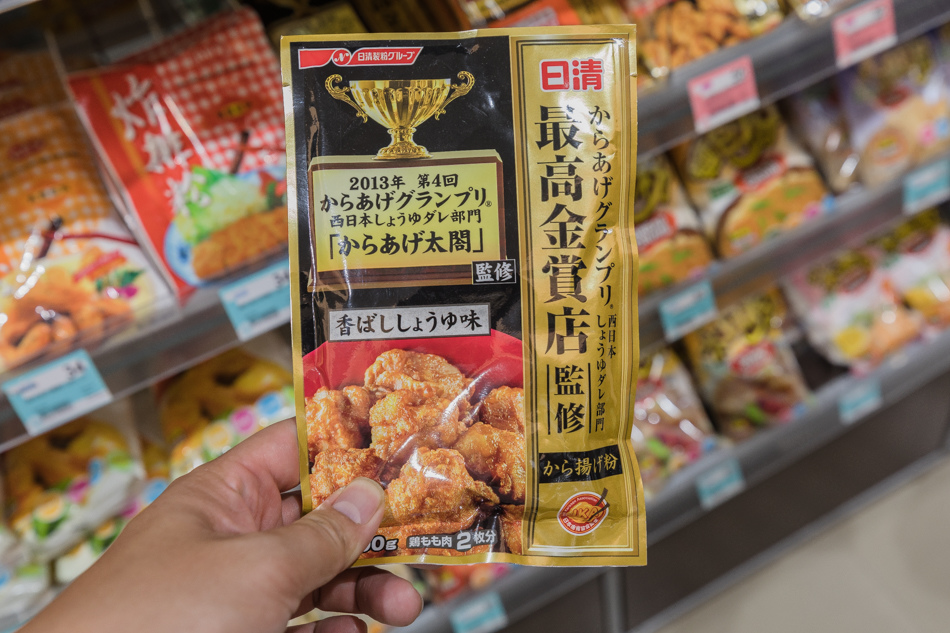 日清製粉グループ
2013年 第4回
からあげグランプリ®
西日本しょうゆダレ部門
「からあげ太閤」
監修
香ばししょうゆ味
0g 鶏もも肉2枚分
日清
からあげグランプリ®西日本しょうゆダレ部門
最高金賞店監修
から揚げ粉
炸